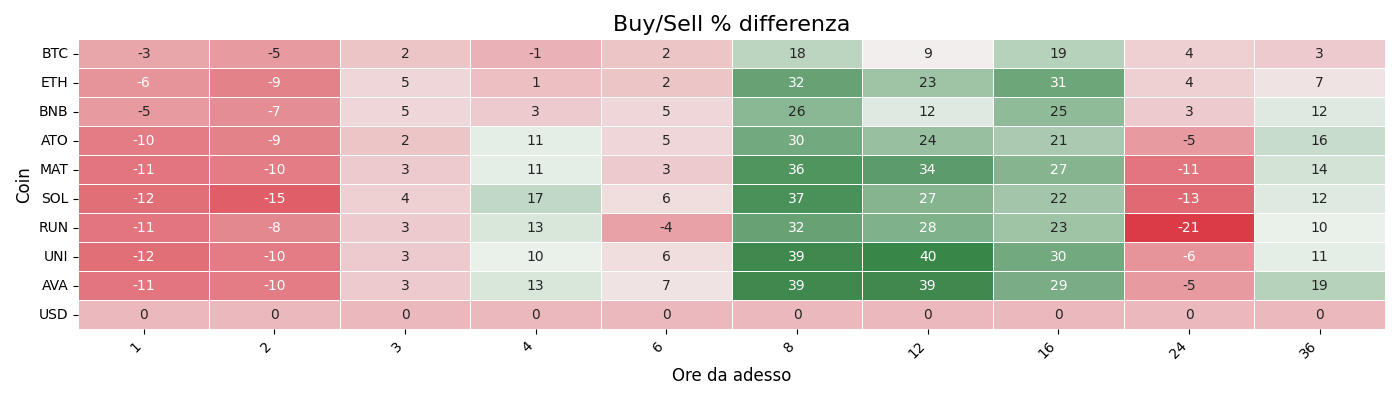 Buy/Sell % differenza
BTC -3 -5 2 -1 2 18 9 19 4 3
ETH -6 -9 5 1 2 32 23 31 4 7
BNB -5 -7 5 3 5 26 12 25 3 12
ATO -10 -9 2 11 5 30 24 21 -5 16
MAT -11 -10 3 11 3 36 34 27 -11 14
SOL -12 -15 4 17 6 37 27 22 -13 12
RUN -11 -8 3 13 -4 32 28 23 -21 10
UNI -12 -10 3 10 6 39 40 30 -6 11
AVA -11 -10 3 13 7 39 39 29 -5 19
USD 0 0 0 0 0 0 0 0 0 0
1 2 3 4 6 8 12 16 24 36
Coin
Ore da adesso